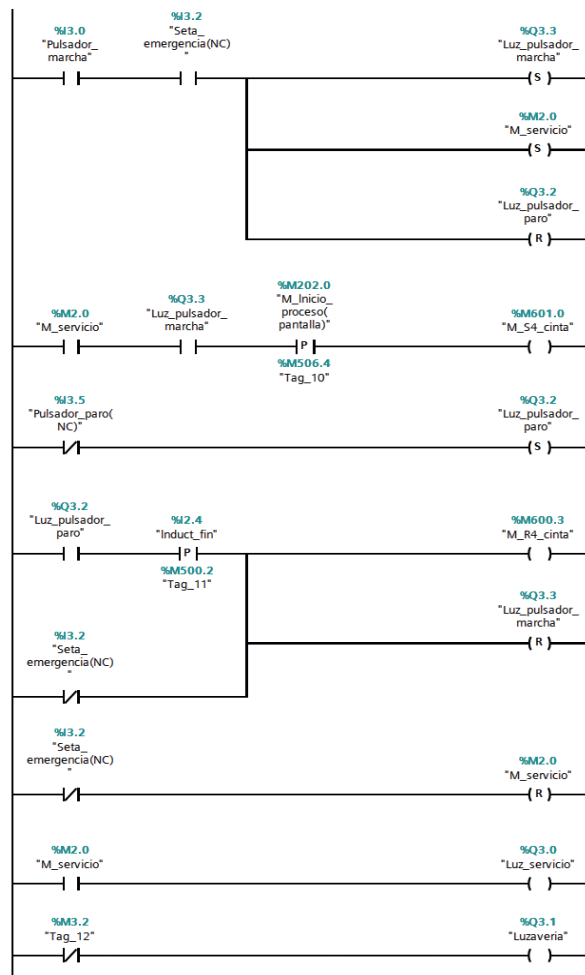 %I3.0
"Pulsador_
marcha"
%I3.2
"Seta_
emergencia(NC)
"
%Q3.3
"Luz_pulsador_
marcha"
S
%M2.0
"M_servicio"
S
%Q3.2
"Luz_pulsador_
paro"
R
%M2.0
"M_servicio"
%Q3.3
"Luz_pulsador_
marcha"
%M202.0
"M_Inicio_
proceso(
pantalla)"
P
%M506.4
"Tag_10"
%M601.0
"M_S4_cinta"
%I3.5
"Pulsador_paro(
NC)"
%Q3.2
"Luz_pulsador_
paro"
S
%Q3.2
"Luz_pulsador_
paro"
%I2.4
"Induct_fin"
P
%M500.2
"Tag_11"
%M600.3
"M_R4_cinta"
%Q3.3
"Luz_pulsador_
marcha"
R
%I3.2
"Seta_
emergencia(NC)
"
%I3.2
"Seta_
emergencia(NC)
"
%M2.0
"M_servicio"
R
%M2.0
"M_servicio"
%Q3.0
"Luz_servicio"
%M3.2
"Tag_12"
%Q3.1
"Luzaveria"